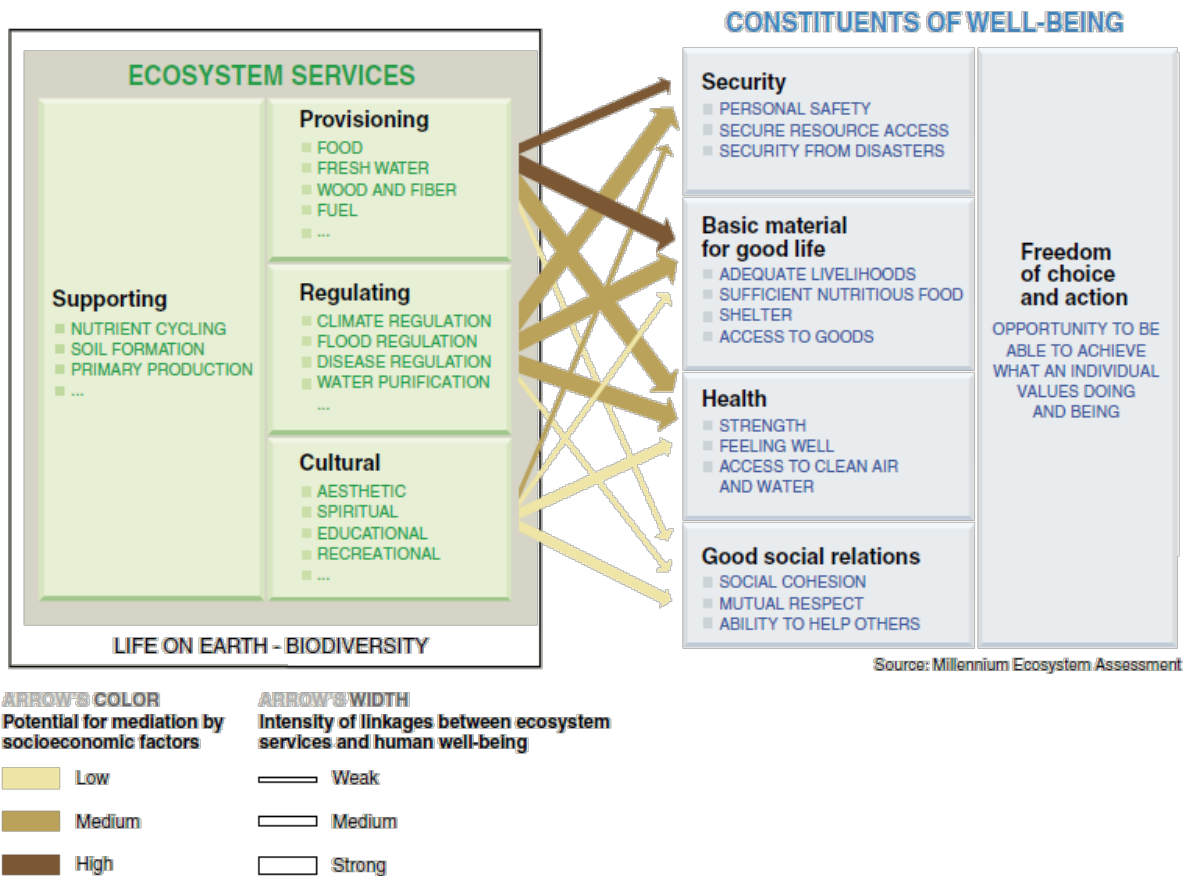 CONSTITUENTS OF WELL-BEING
ECOSYSTEM SERVICES
Supporting
NUTRIENT CYCLING
SOIL FORMATION
PRIMARY PRODUCTION
...
Provisioning
FOOD
FRESH WATER
WOOD AND FIBER
FUEL
...
Regulating
CLIMATE REGULATION
FLOOD REGULATION
DISEASE REGULATION
WATER PURIFICATION
...
Cultural
AESTHETIC
SPIRITUAL
EDUCATIONAL
RECREATIONAL
...
LIFE ON EARTH - BIODIVERSITY
Security
PERSONAL SAFETY
SECURE RESOURCE ACCESS
SECURITY FROM DISASTERS
Basic material
for good life
ADEQUATE LIVELIHOODS
SUFFICIENT NUTRITIOUS FOOD
SHELTER
ACCESS TO GOODS
Health
STRENGTH
FEELING WELL
ACCESS TO CLEAN AIR
AND WATER
Good social relations
SOCIAL COHESION
MUTUAL RESPECT
ABILITY TO HELP OTHERS
Freedom
of choice
and action
OPPORTUNITY TO BE
ABLE TO ACHIEVE
WHAT AN INDIVIDUAL
VALUES DOING
AND BEING
Source: Millennium Ecosystem Assessment
ARROW'S COLOR
Potential for mediation by
socioeconomic factors
Low
Medium
High
ARROW'S WIDTH
Intensity of linkages between ecosystem
services and human well-being
Weak
Medium
Strong